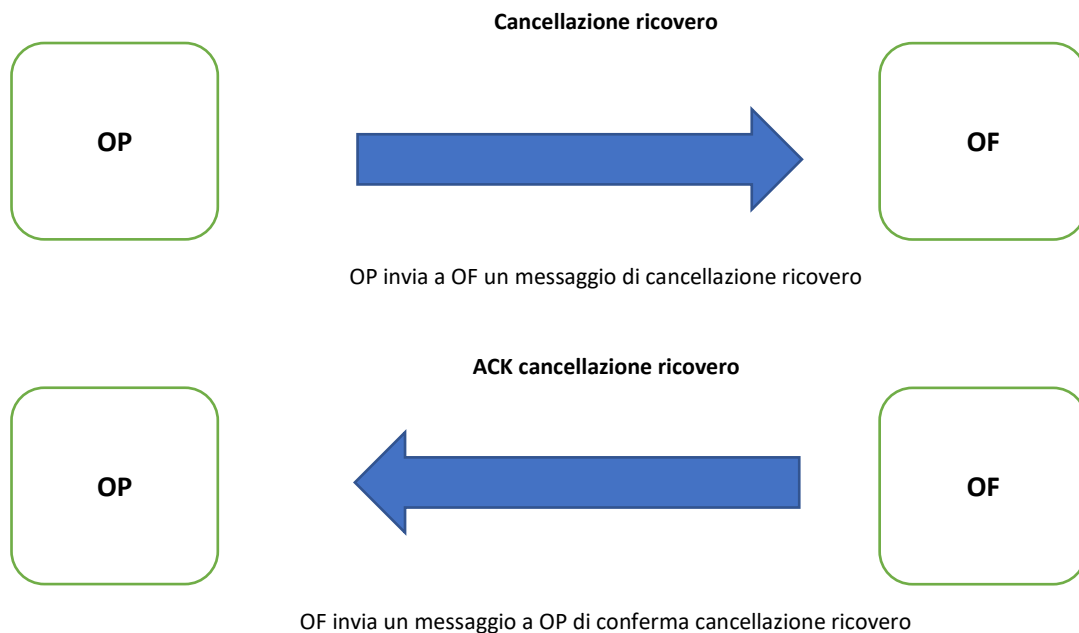 Cancellazione ricovero
OP
OF
OP invia a OF un messaggio di cancellazione ricovero
ACK cancellazione ricovero
OP
OF
OF invia un messaggio a OP di conferma cancellazione ricovero